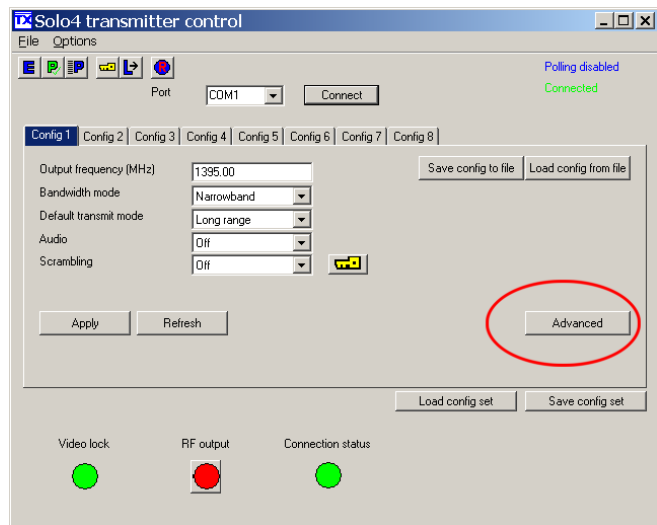 TX Solo4 transmitter control
File Options
E P P L R
Polling disabled
Port COM1 Connect
Connected
Config 1 Config 2 Config 3 Config 4 Config 5 Config 6 Config 7 Config 8
Output frequency (MHz) 1395.00 Save config to file Load config from file
Bandwidth mode Narrowband
Default transmit mode Long range
Audio Off
Scrambling Off
Apply Refresh Advanced
Load config set Save config set
Video lock RF output Connection status